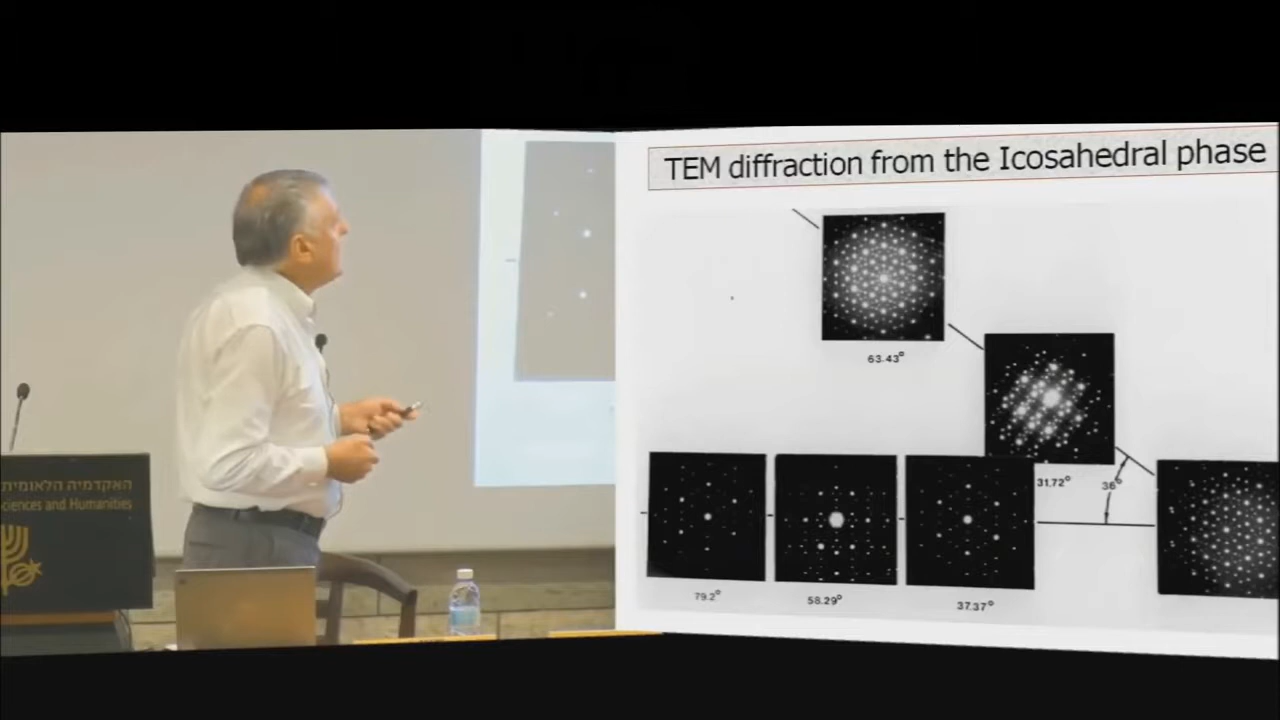 האקדמיה הלאומית
ciences and Humanities
TEM diffraction from the Icosahedral phase
63.43°
31.72°
36°
79.2°
58.29°
37.37°